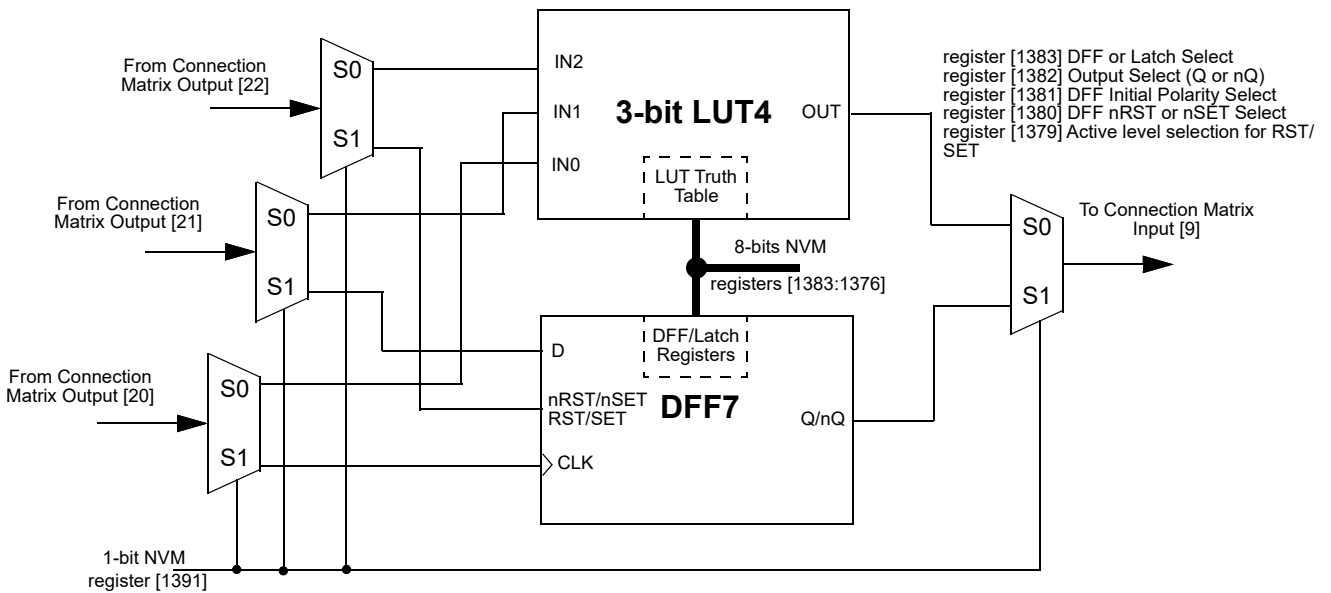 From Connection
Matrix Output [22]
S0
S1
IN2
IN1
IN0
3-bit LUT4
OUT
LUT Truth
Table
register [1383] DFF or Latch Select
register [1382] Output Select (Q or nQ)
register [1381] DFF Initial Polarity Select
register [1380] DFF nRST or nSET Select
register [1379] Active level selection for RST/
SET
From Connection
Matrix Output [21]
S0
S1
8-bits NVM
registers [1383:1376]
S0
S1
To Connection Matrix
Input [9]
From Connection
Matrix Output [20]
S0
S1
DFF/Latch
Registers
D
nRST/nSET
RST/SET
DFF7
Q/nQ
CLK
1-bit NVM
register [1391]